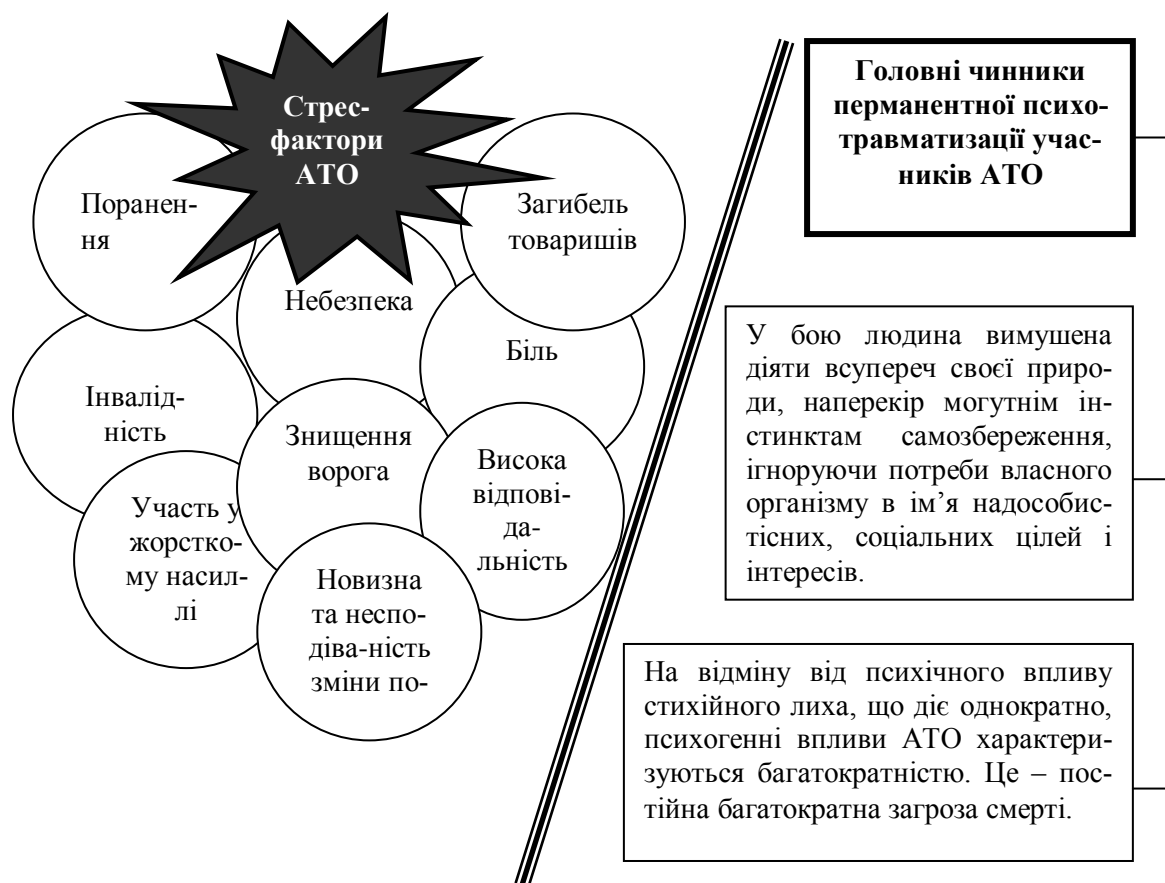 Стрес-
фактори
АТО
Поранен-
ня
Загибель
товаришів
Небезпека
Біль
Інвалід-
ність
Знищення
ворога
Висока
відпові-
да-
льність
Участь у
жорстко-
му насил-
лі
Новизна
та неспо-
діва-ність
зміни по-
Головні чинники
перманентної психо-
травматизації учас-
ників АТО
У бою людина вимушена
діяти всупереч своєї приро-
ди, наперекір могутнім ін-
стинктам самозбереження,
ігноруючи потреби власного
організму в ім’я надособис-
тісних, соціальних цілей і
інтересів.
На відміну від психічного впливу
стихійного лиха, що діє однократно,
психогенні впливи АТО характери-
зуються багатократністю. Це – пос-
тійна багатократна загроза смерті.